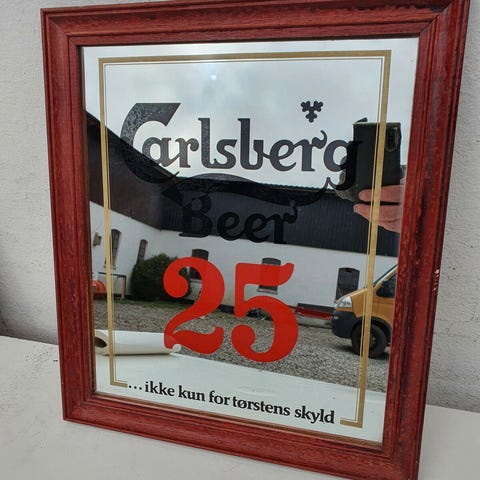 Carlsberg
Beer
25
...ikke kun for tørstens skyld